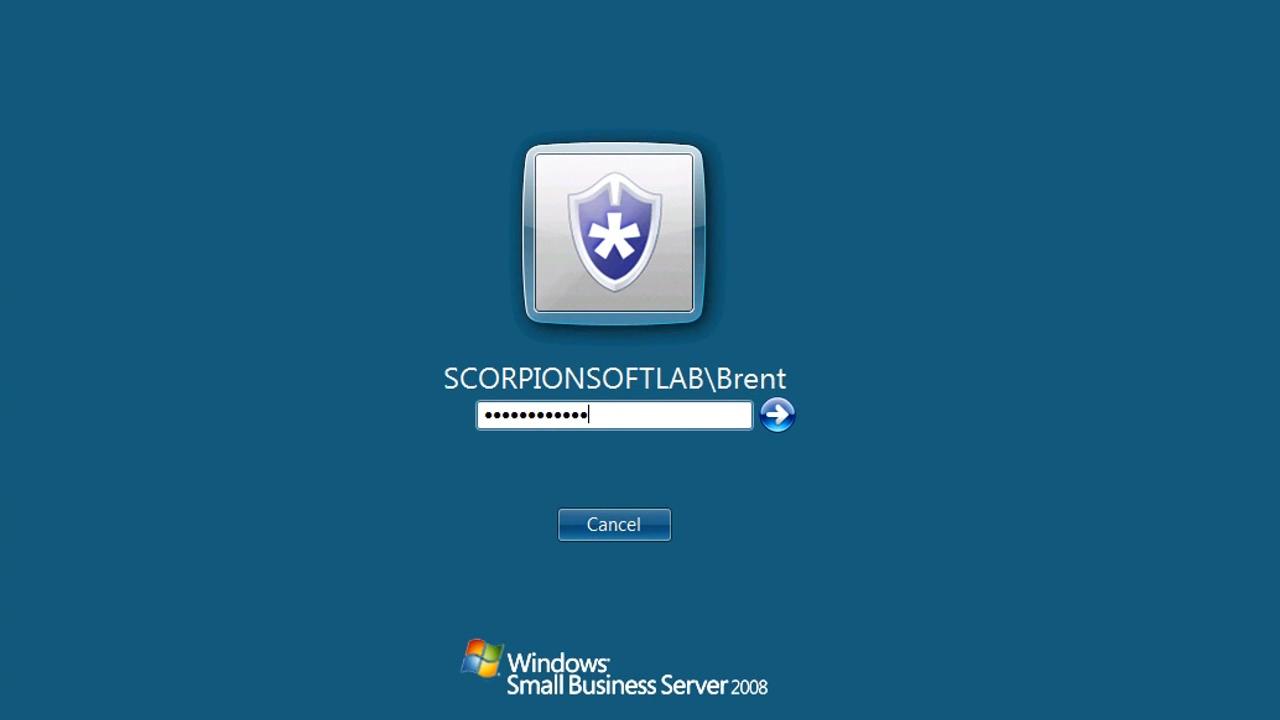 SCORPIONSOFTLAB\Brent
••••••••••••
Cancel
Windows
Small Business Server 2008